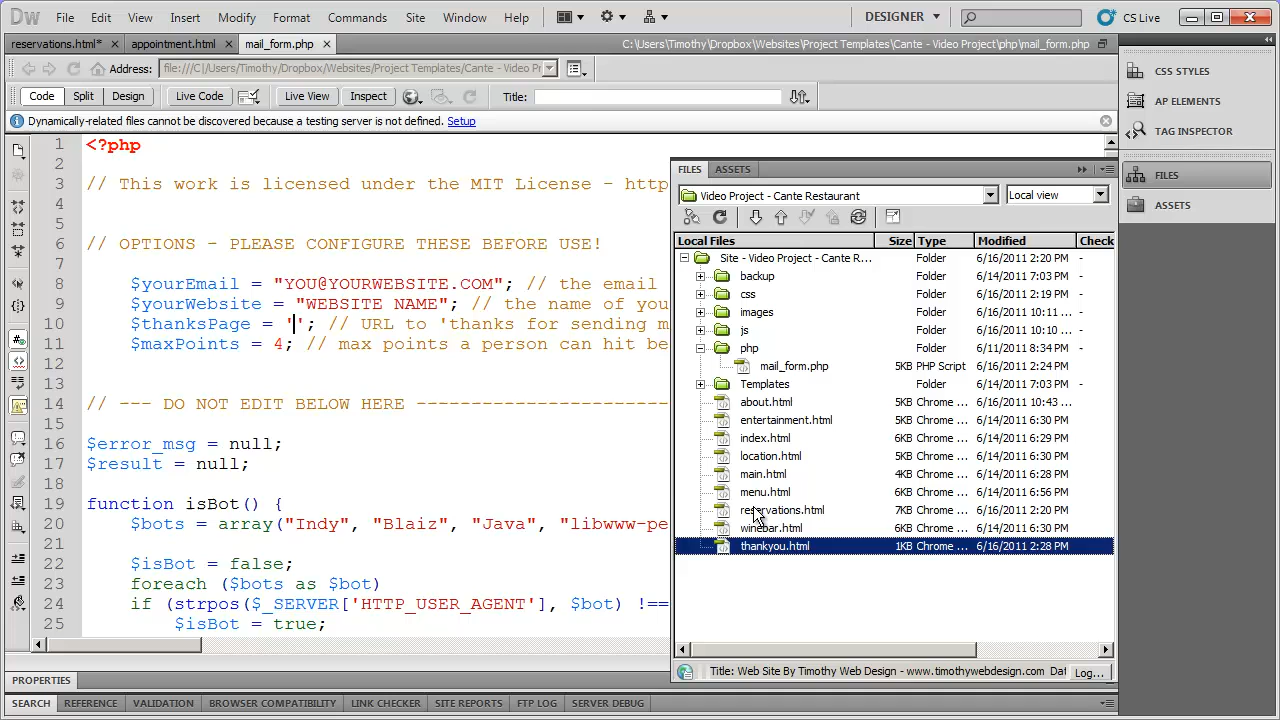 Dw File Edit View Insert Modify Format Commands Site Window Help DESIGNER CS Live
reservations.html* appointment.html mail_form.php C:\Users\Timothy\Dropbox\Websites\Project Templates\Cante - Video Project\php\mail_form.php
Address: file:///C|/Users/Timothy/Dropbox/Websites/Project Templates/Cante - Video Pr
Code Split Design Live Code Live View Inspect Title:
Dynamically-related files cannot be discovered because a testing server is not defined. Setup
1 <?php
2
3 // This work is licensed under the MIT License - http
4
5
6 // OPTIONS - PLEASE CONFIGURE THESE BEFORE USE!
7
8 $yourEmail = "YOU@YOURWEBSITE.COM"; // the email
9 $yourWebsite = "WEBSITE NAME"; // the name of you
10 $thanksPage = ''; // URL to 'thanks for sending m
11 $maxPoints = 4; // max points a person can hit be
12
13
14 // --- DO NOT EDIT BELOW HERE -----------------------
15
16 $error_msg = null;
17 $result = null;
18
19 function isBot() {
20 $bots = array("Indy", "Blaiz", "Java", "libwww-pe
21
22 $isBot = false;
23 foreach ($bots as $bot)
24 if (strpos($_SERVER['HTTP_USER_AGENT'], $bot) !==
25 $isBot = true;
FILES ASSETS
Video Project - Cante Restaurant Local view
Local Files Size Type Modified Check
Site - Video Project - Cante R... Folder 6/16/2011 2:20 PM -
backup Folder 6/14/2011 7:03 PM -
css Folder 6/16/2011 2:19 PM -
images Folder 6/16/2011 10:11 ... -
js Folder 6/16/2011 10:10 ... -
php Folder 6/11/2011 8:34 PM -
mail_form.php 5KB PHP Script 6/16/2011 2:24 PM -
Templates Folder 6/14/2011 7:03 PM -
about.html 5KB Chrome ... 6/16/2011 10:43 ... -
entertainment.html 5KB Chrome ... 6/14/2011 6:30 PM -
index.html 6KB Chrome ... 6/14/2011 6:29 PM -
location.html 5KB Chrome ... 6/14/2011 6:30 PM -
main.html 4KB Chrome ... 6/14/2011 6:28 PM -
menu.html 6KB Chrome ... 6/14/2011 6:56 PM -
reservations.html 7KB Chrome ... 6/16/2011 2:20 PM -
winebar.html 6KB Chrome ... 6/14/2011 6:30 PM -
thankyou.html 1KB Chrome ... 6/16/2011 2:28 PM -
Title: Web Site By Timothy Web Design - www.timothywebdesign.com Dat Log...
CSS STYLES
AP ELEMENTS
TAG INSPECTOR
FILES
ASSETS
PROPERTIES
SEARCH REFERENCE VALIDATION BROWSER COMPATIBILITY LINK CHECKER SITE REPORTS FTP LOG SERVER DEBUG